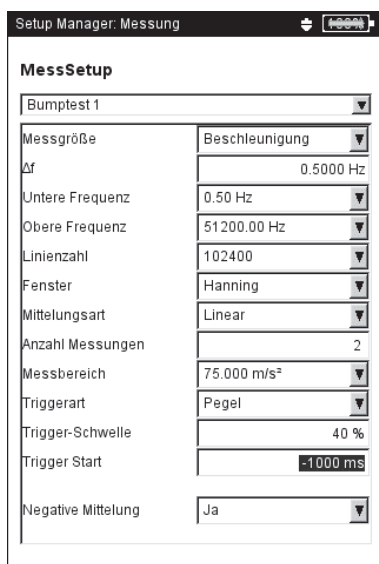 Setup Manager: Messung 100%
MessSetup
Bumptest 1
Messgröße Beschleunigung
Δf 0.5000 Hz
Untere Frequenz 0.50 Hz
Obere Frequenz 51200.00 Hz
Linienzahl 102400
Fenster Hanning
Mittelungsart Linear
Anzahl Messungen 2
Messbereich 75.000 m/s²
Triggerart Pegel
Trigger-Schwelle 40 %
Trigger Start -1000 ms
Negative Mittelung Ja